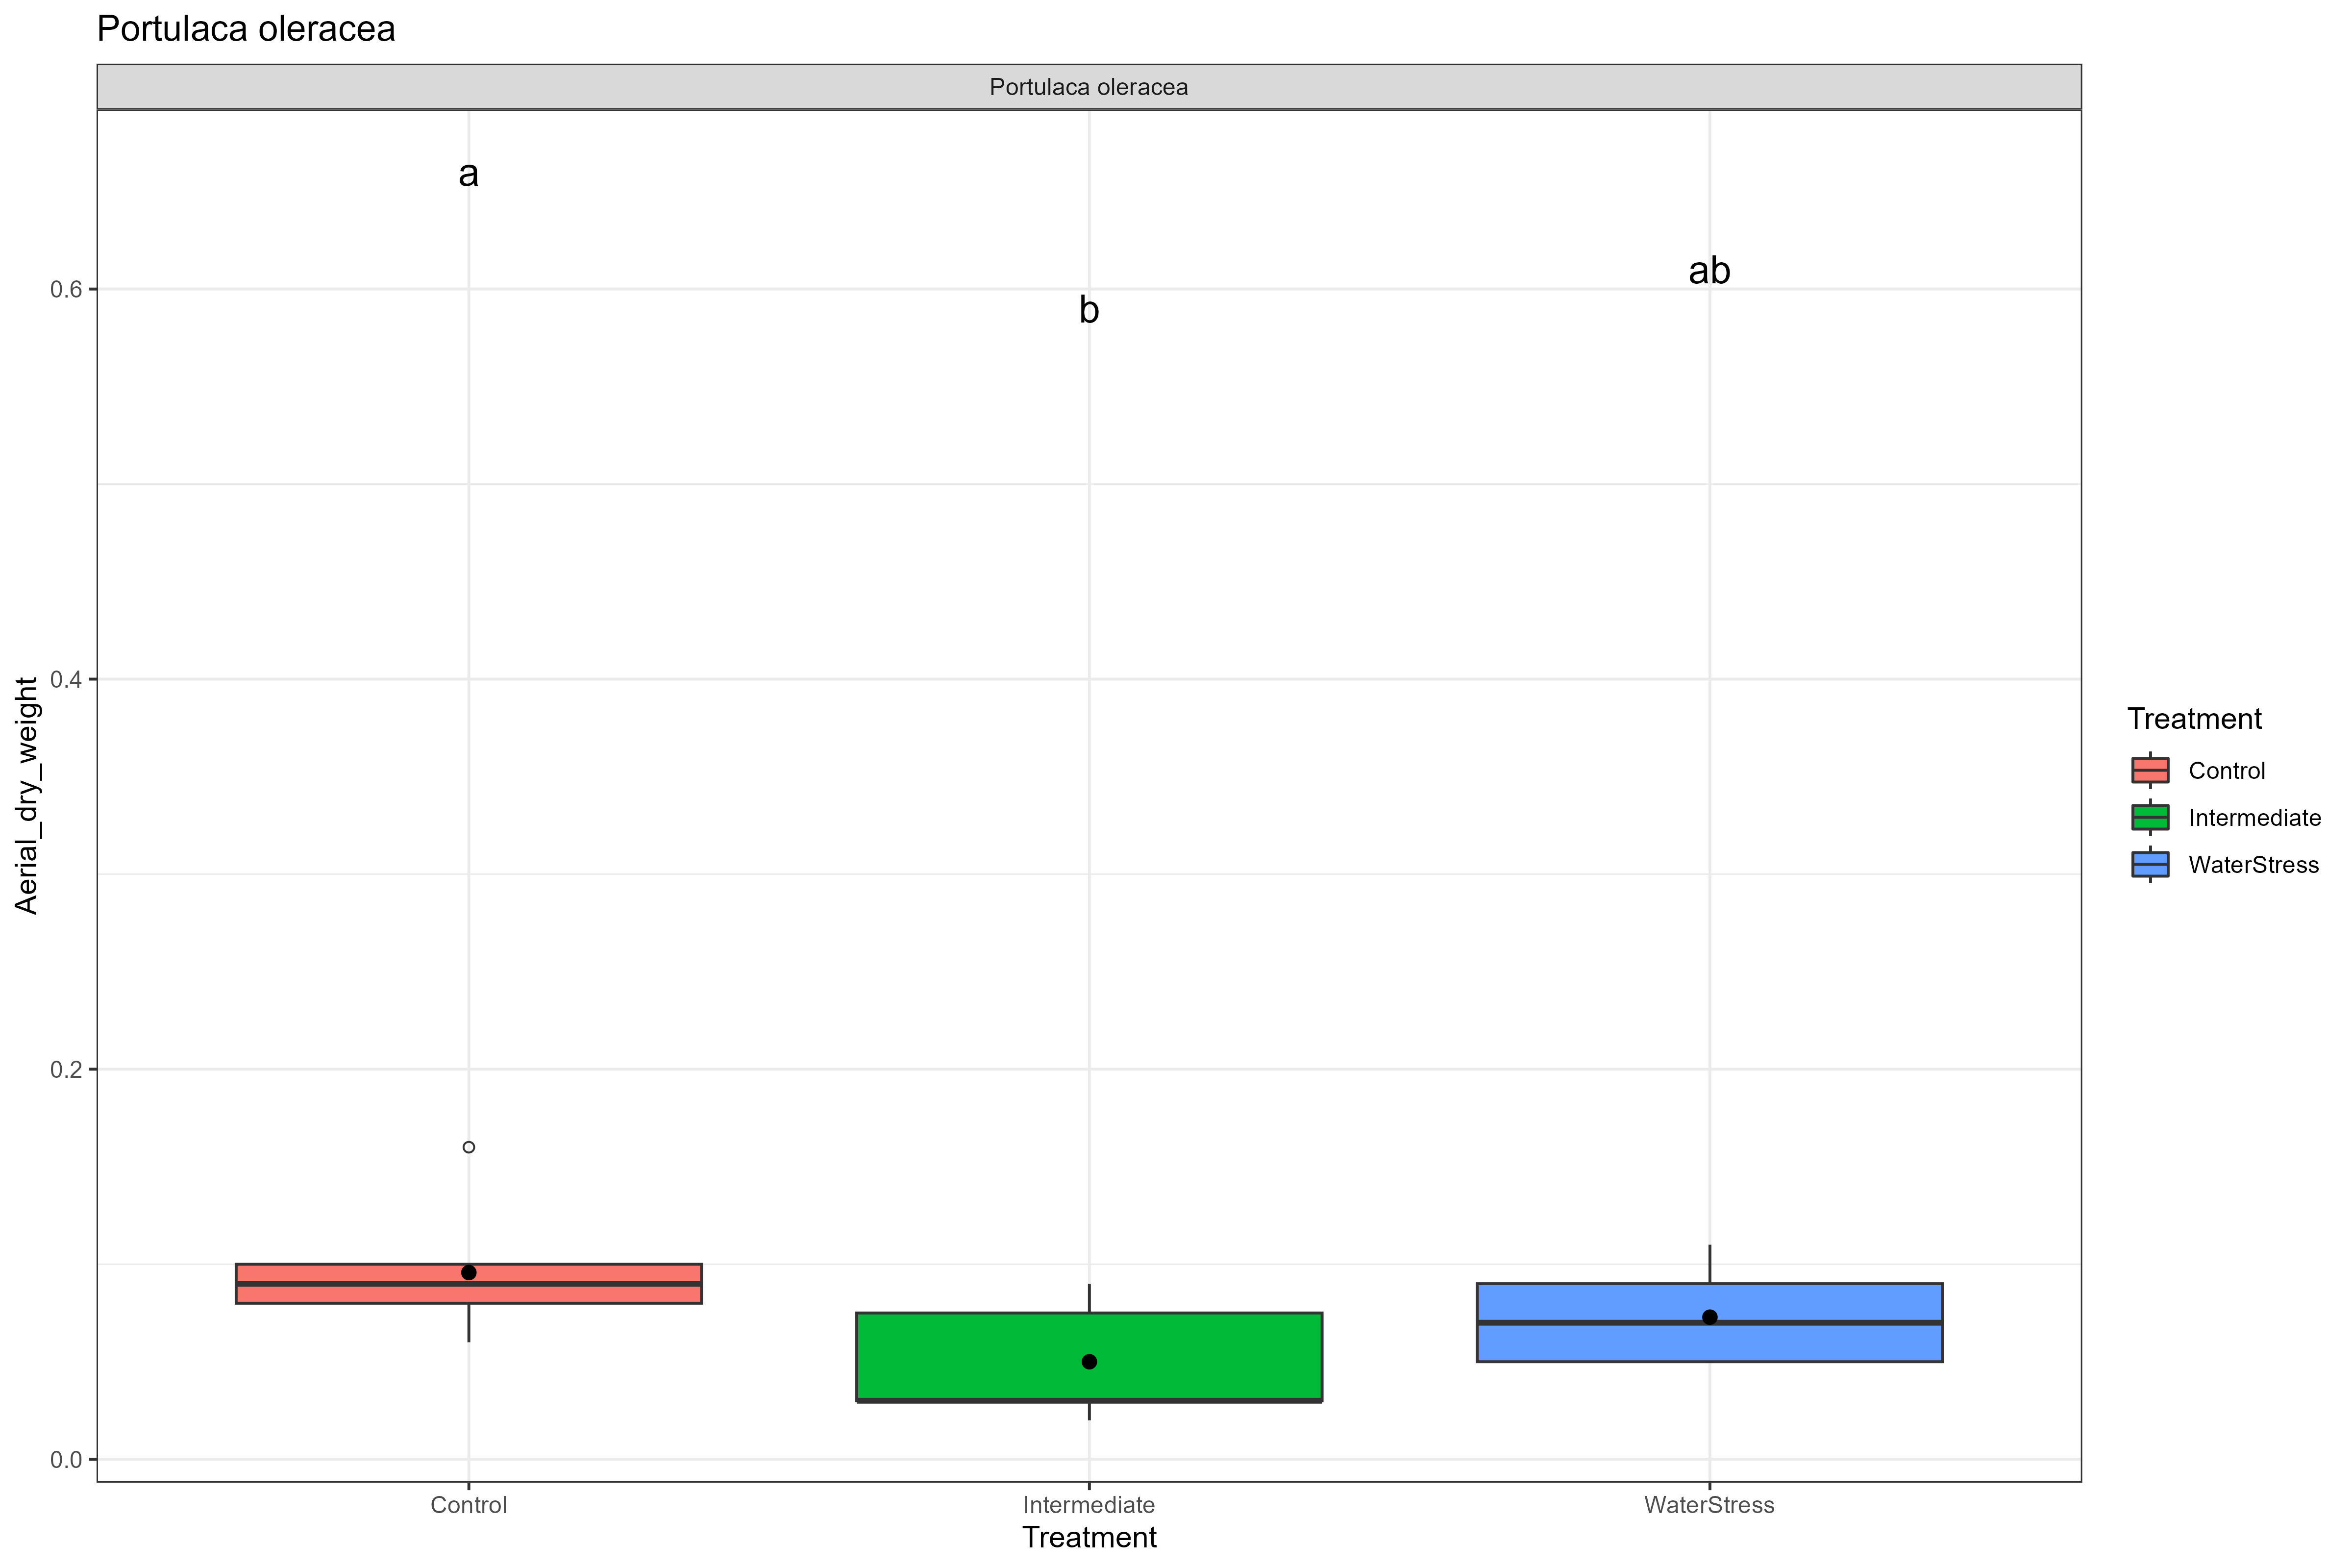 Portulaca oleracea
Portulaca oleracea
a
b
ab
0.6
0.4
0.2
0.0
Aerial_dry_weight
Control
Intermediate
WaterStress
Treatment
Treatment
Control
Intermediate
WaterStress